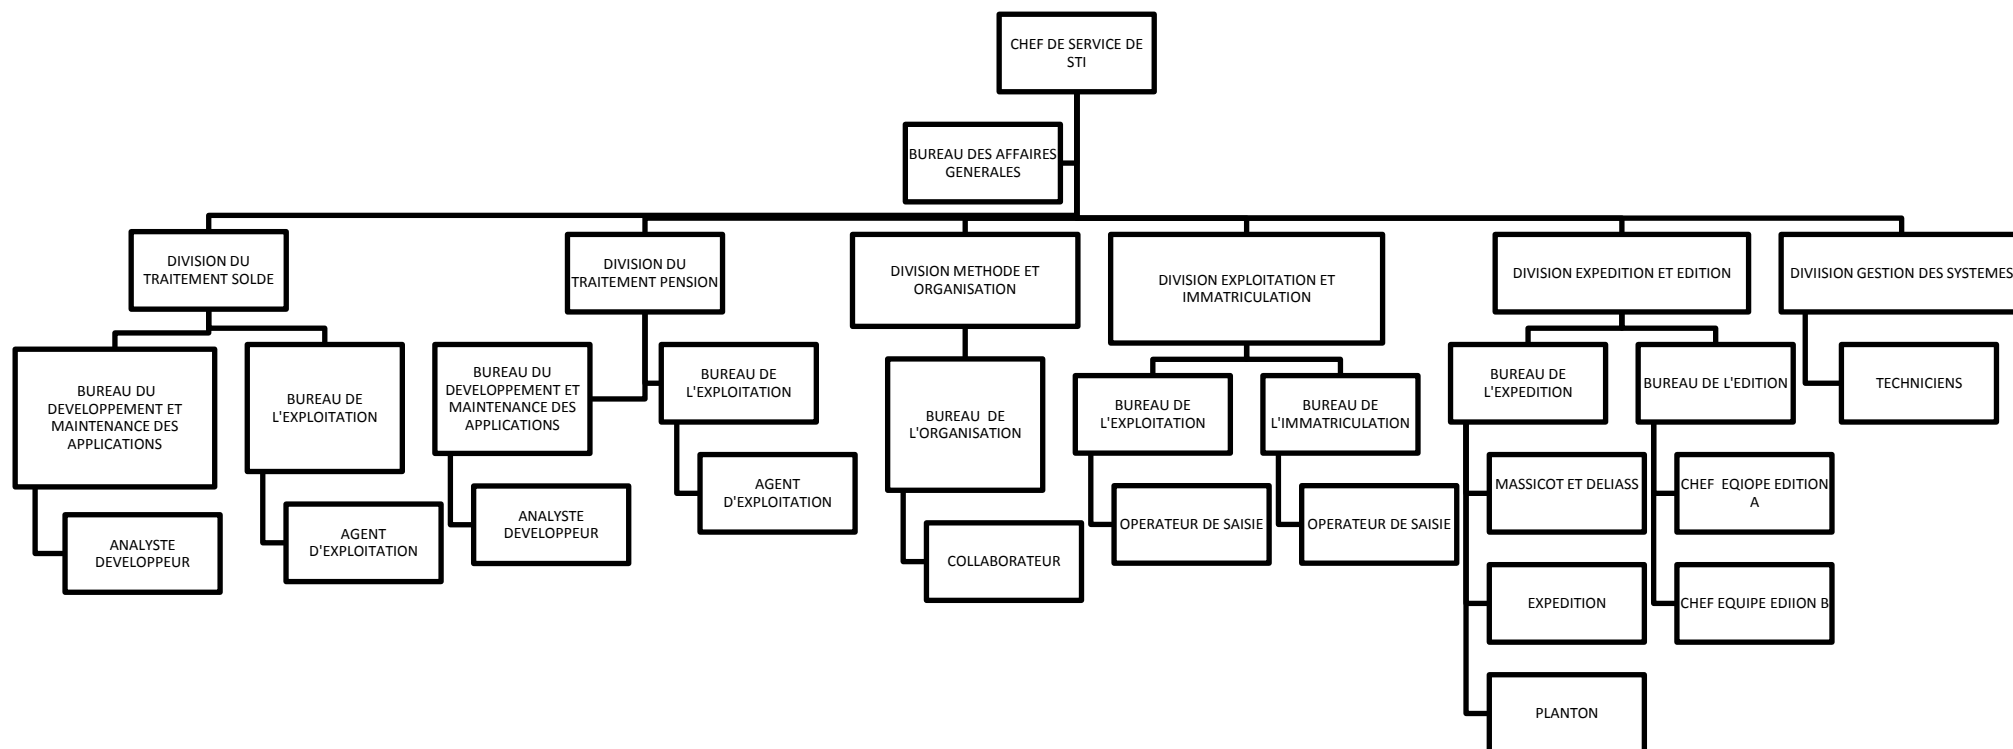 CHEF DE SERVICE DE
STI
BUREAU DES AFFAIRES
GENERALES
DIVISION DU
TRAITEMENT SOLDE
DIVISION DU
TRAITEMENT PENSION
DIVISION METHODE ET
ORGANISATION
DIVISION EXPLOITATION ET
IMMATRICULATION
DIVISION EXPEDITION ET EDITION
DIVIISION GESTION DES SYSTEMES
BUREAU DU
DEVELOPPEMENT ET
MAINTENANCE DES
APPLICATIONS
BUREAU DE
L'EXPLOITATION
BUREAU DU
DEVELOPPEMENT ET
MAINTENANCE DES
APPLICATIONS
BUREAU DE
L'EXPLOITATION
BUREAU  DE
L'ORGANISATION
BUREAU DE
L'EXPLOITATION
BUREAU DE
L'IMMATRICULATION
BUREAU DE
L'EXPEDITION
BUREAU DE L'EDITION
TECHNICIENS
ANALYSTE
DEVELOPPEUR
AGENT
D'EXPLOITATION
ANALYSTE
DEVELOPPEUR
AGENT
D'EXPLOITATION
COLLABORATEUR
OPERATEUR DE SAISIE
OPERATEUR DE SAISIE
MASSICOT ET DELIASS
CHEF  EQIOPE EDITION
A
EXPEDITION
CHEF EQUIPE EDIION B
PLANTON